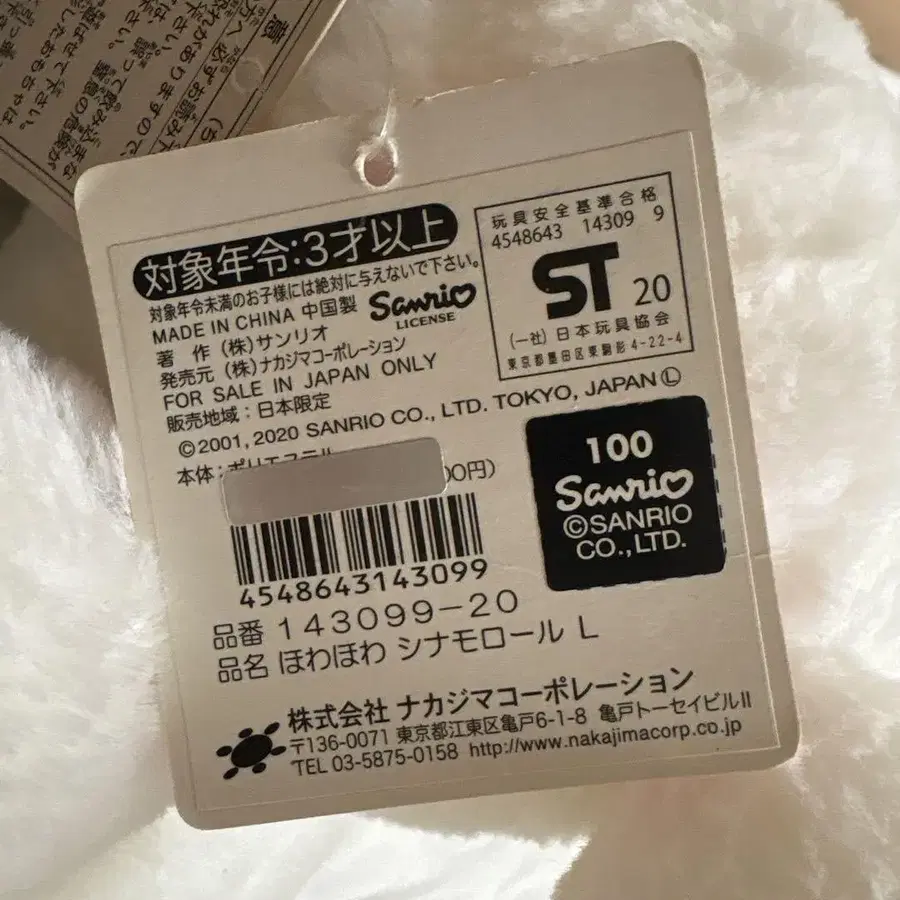 対象年令:3才以上
対象年令未満のお子様には絶対に与えないで下さい。
MADE IN CHINA 中国製
Sanrio
LICENSE
著 作 (株)サンリオ
発売元 (株)ナカジマコーポレーション
FOR SALE IN JAPAN ONLY
販売地域:日本限定
©2001, 2020 SANRIO CO., LTD. TOKYO, JAPAN Ⓛ
本体:ポリエステル
00円)
玩具安全基準合格
4548643 14309 9
ST 20
(一社)日本玩具協会
東京都墨田区東駒形4-22-4
100
Sanrio
©SANRIO
CO., LTD.
4548643143099
品番 143099-20
品名 ほわほわ シナモロール L
株式会社 ナカジマコーポレーション
〒136-0071 東京都江東区亀戸6-1-8 亀戸トーセイビルII
TEL 03-5875-0158 http://www.nakajimacorp.co.jp